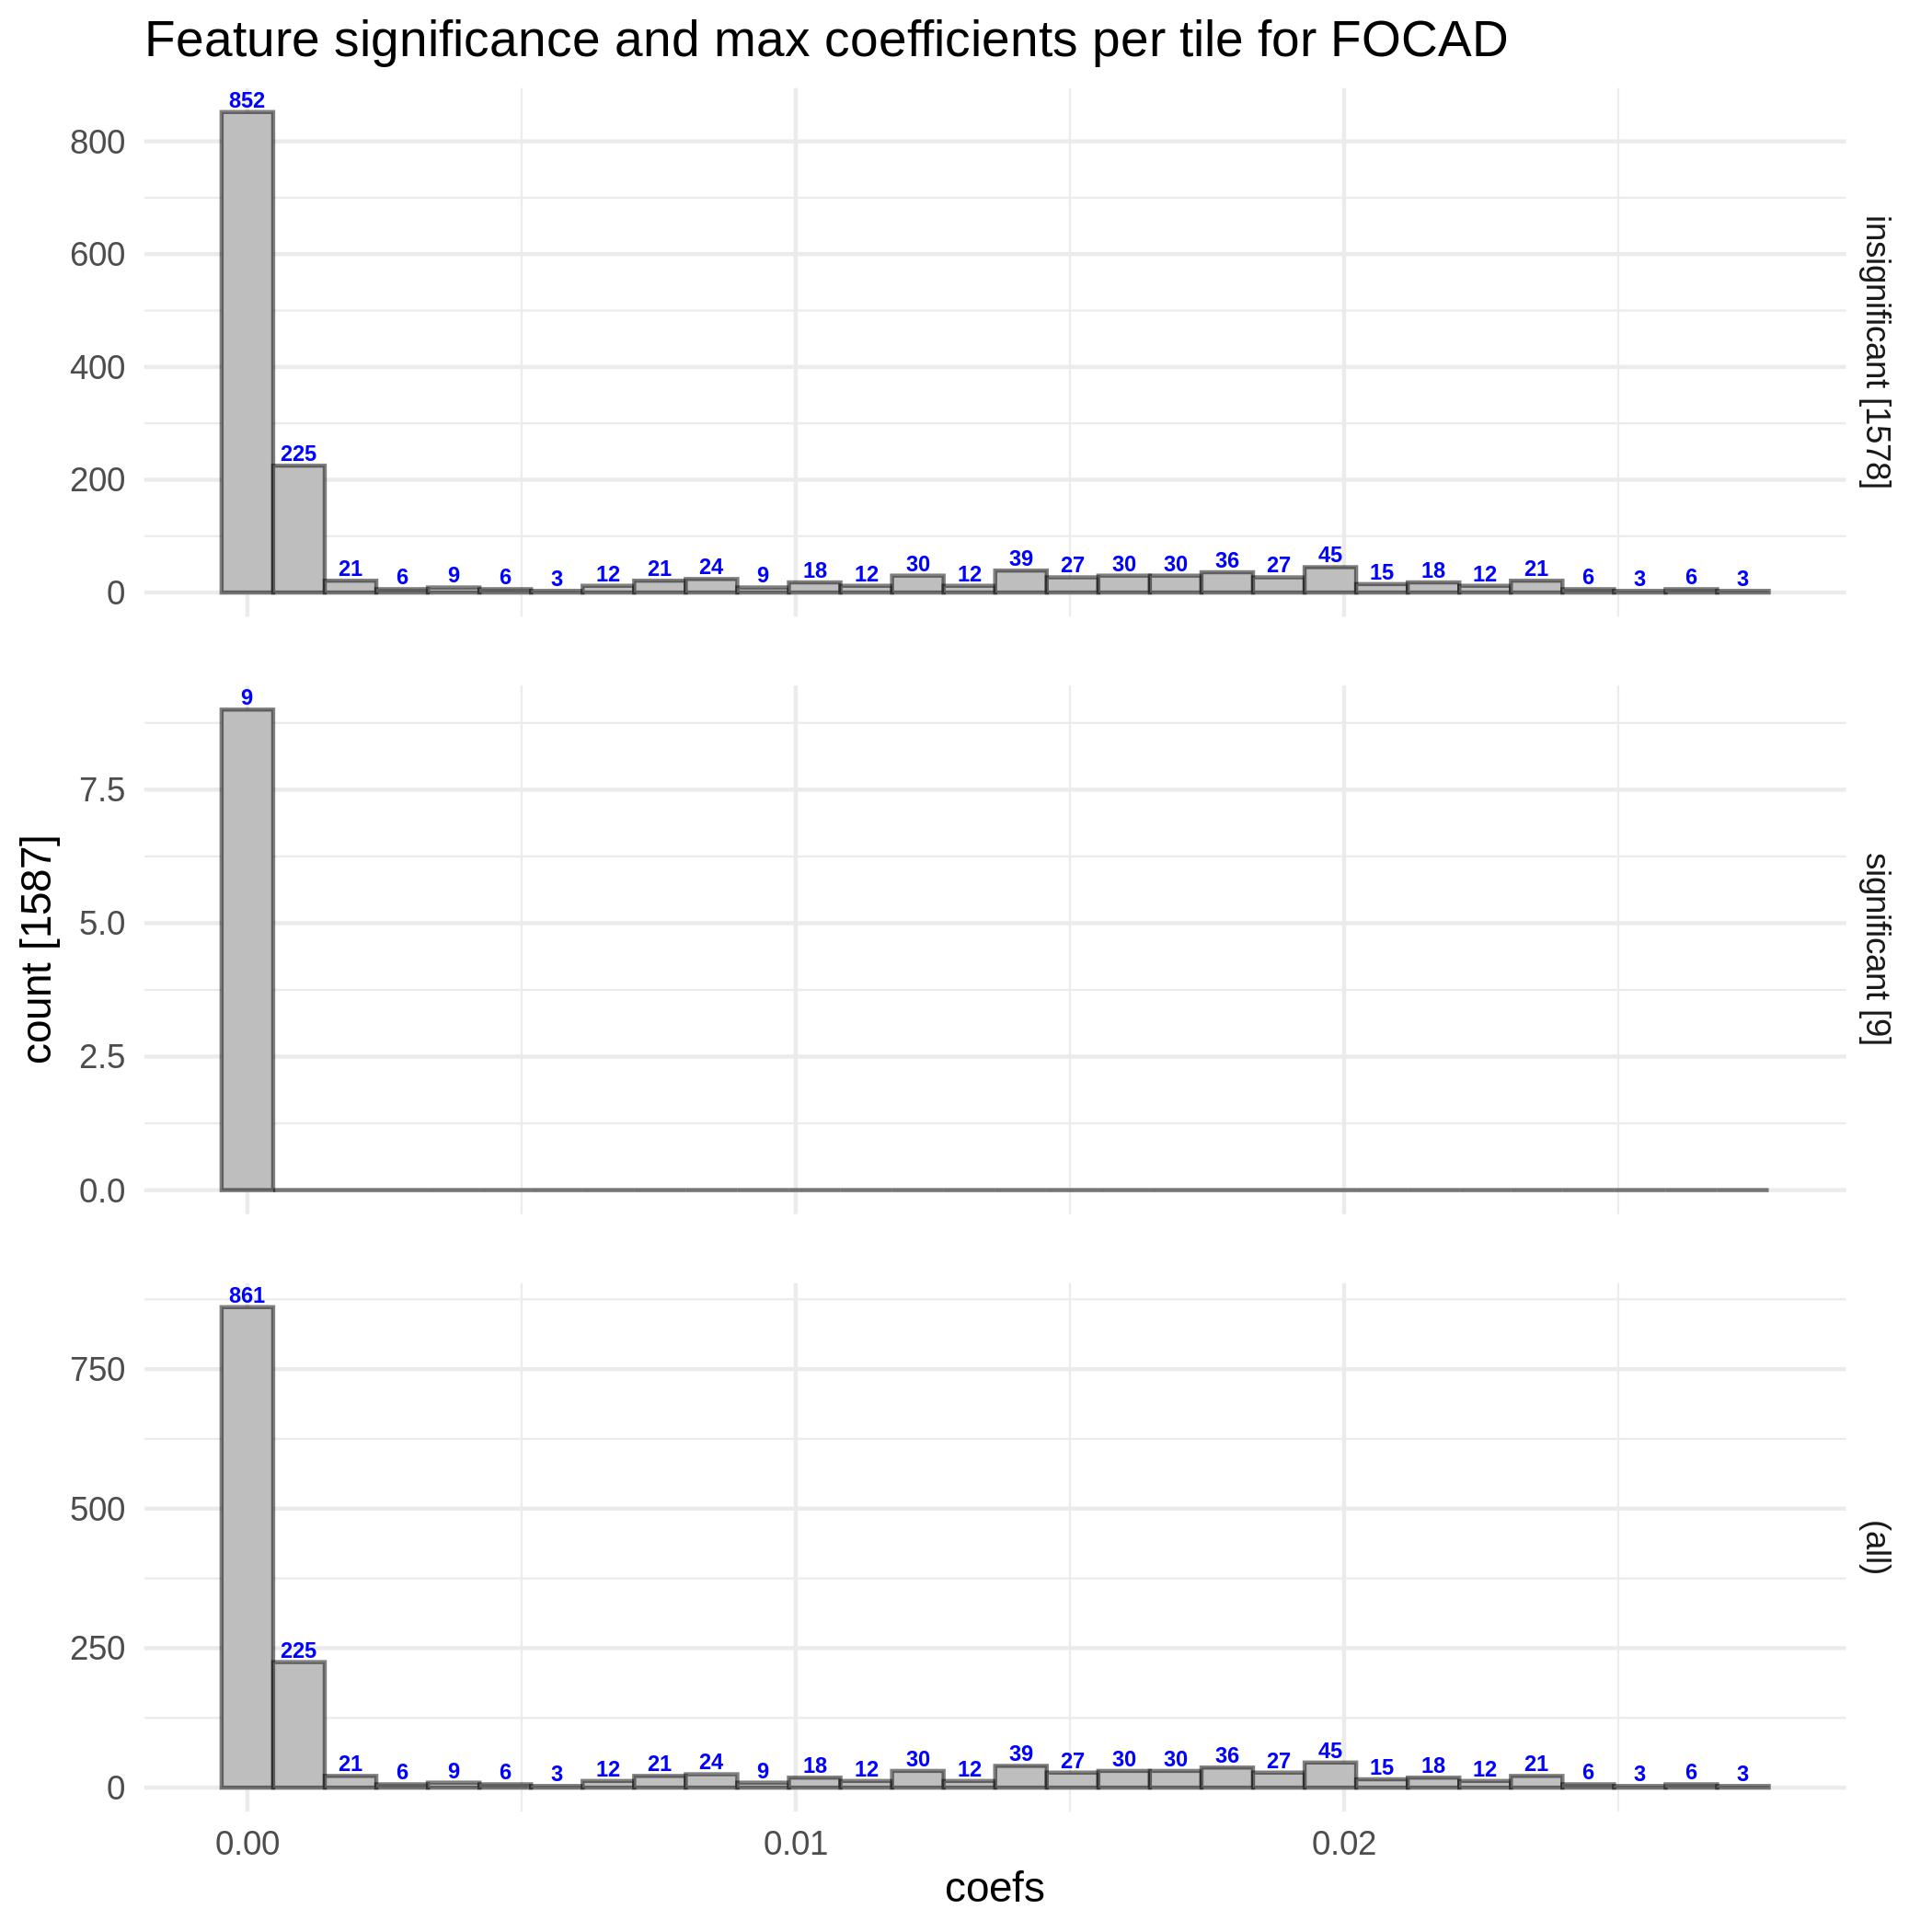 Feature significance and max coefficients per tile for FOCAD
count [1587]
800
600
400
200
0
852
225
21 6 9 6 3 12 21 24 9 18 12 30 12 39 27 30 30 36 27 45 15 18 12 21 6 3 6 3
insignificant [1578]
7.5
5.0
2.5
0.0
9
significant [9]
750
500
250
0
861
225
21 6 9 6 3 12 21 24 9 18 12 30 12 39 27 30 30 36 27 45 15 18 12 21 6 3 6 3
(all)
0.00 0.01 0.02
coefs